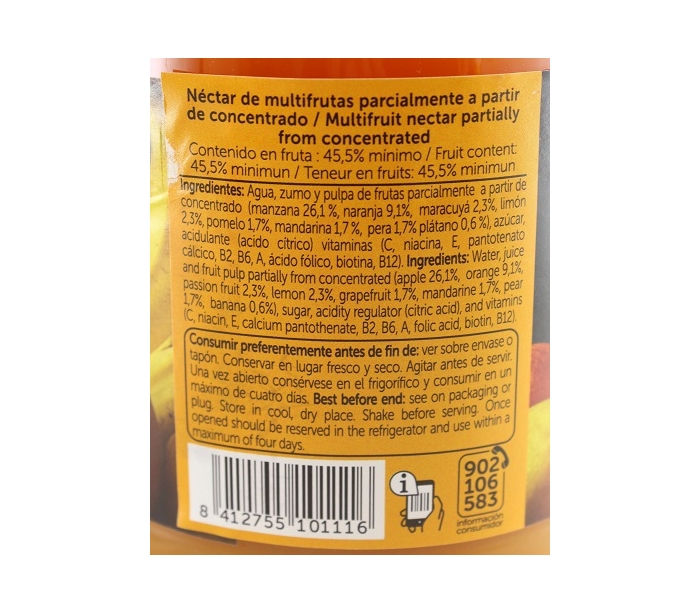 Néctar de multifrutas parcialmente a partir
de concentrado / Multifruit nectar partially
from concentrated
Contenido en fruta : 45,5% mínimo / Fruit content:
45,5% minimun / Teneur en fruits: 45,5% minimun
Ingredientes: Agua, zumo y pulpa de frutas parcialmente a partir de
concentrado (manzana 26,1 %, naranja 9,1%, maracuyá 2,3%, limón
2,3%, pomelo 1,7%, mandarina 1,7 %, pera 1,7% plátano 0,6 %), azúcar,
acidulante (acido cítrico) vitaminas (C, niacina, E, pantotenato
cálcico, B2, B6, A, ácido fólico, biotina, B12). Ingredients: Water, juice
and fruit pulp partially from concentrated (apple 26,1%, orange 9,1%,
passion fruit 2,3%, lemon 2,3%, grapefruit 1,7%, mandarine 1,7%, pear
1,7%, banana 0,6%), sugar, acidity regulator (citric acid), and vitamins
(C, niacin, E, calcium pantothenate, B2, B6, A, folic acid, biotin, B12).
Consumir preferentemente antes de fin de: ver sobre envase o
tapón. Conservar en lugar fresco y seco. Agitar antes de servir.
Una vez abierto consérvese en el frigorífico y consumir en un
máximo de cuatro días. Best before end: see on packaging or
plug. Store in cool, dry place. Shake before serving. Once
opened should be reserved in the refrigerator and use within a
maximum of four days.
8 412755 101116
i
902
106
583
información
consumidor